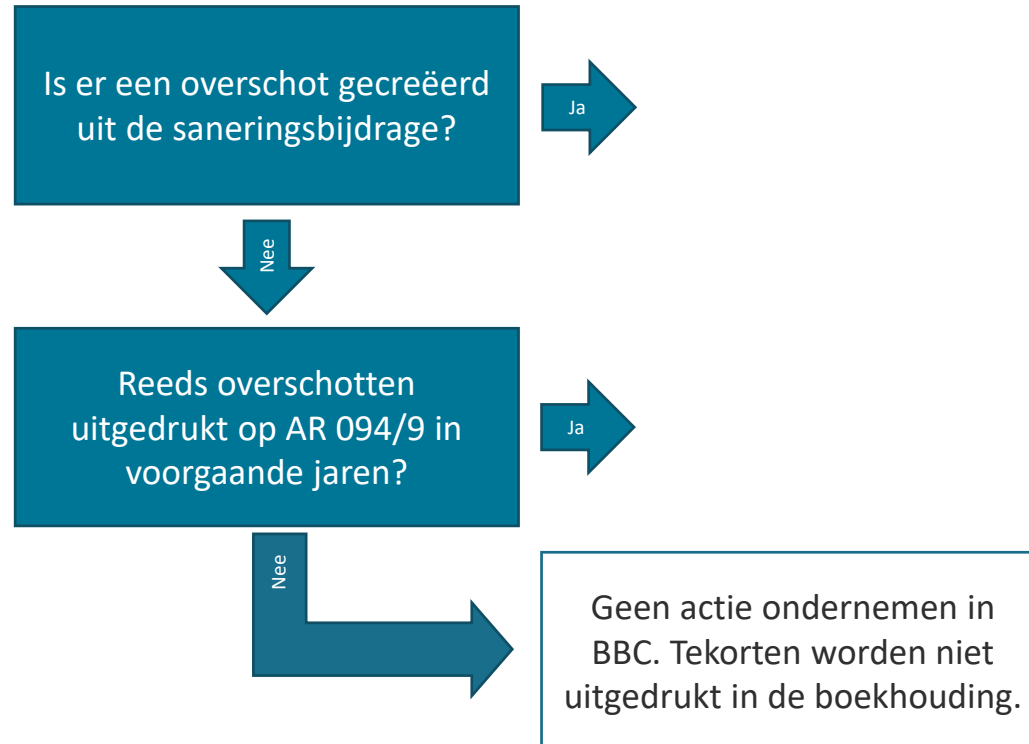 Is er een overschot gecreëerd
uit de saneringsbijdrage?
Ja
Nee
Reeds overschotten
uitgedrukt op AR 094/9 in
voorgaande jaren?
Ja
Nee
Geen actie ondernemen in
BBC. Tekorten worden niet
uitgedrukt in de boekhouding.